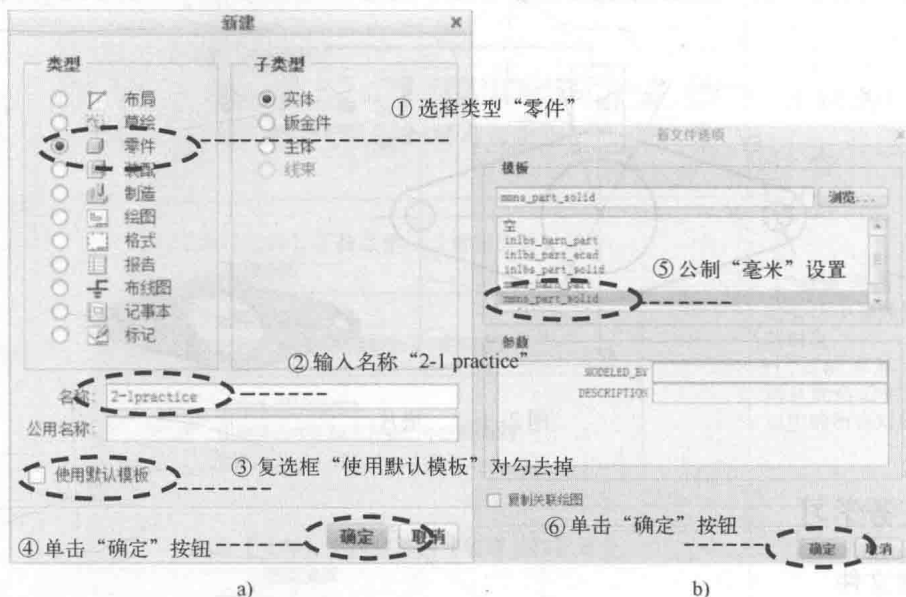 新建
×
类型
子类型
布局
草绘
零件
装配
制造
绘图
格式
报告
布线图
记事本
标记
实体
钣金件
主体
线束
①选择类型“零件”
②输入名称“2-1 practice”
名称:
2-1practice
公用名称:
使用默认模板
③复选框“使用默认模板”对勾去掉
④单击“确定”按钮
确定
取消
a)
新文件选项
×
模板
mmns_part_solid
浏览...
空
inlbs_harn_part
inlbs_part_ecad
inlbs_part_solid
mmns_harn_part
mmns_part_solid
⑤公制“毫米”设置
参数
MODELED_BY
DESCRIPTION
复制关联绘图
⑥单击“确定”按钮
确定
取消
b)